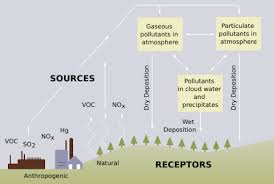 Gaseous
pollutants in
atmosphere
Particulate
pollutants in
atmosphere
SOURCES
Pollutants
in cloud water
and
precipitates
Dry Deposition
Dry Deposition
VOC
NOx
Hg
NOx
VOC
SO2
Wet
Deposition
Natural
RECEPTORS
Anthropogenic